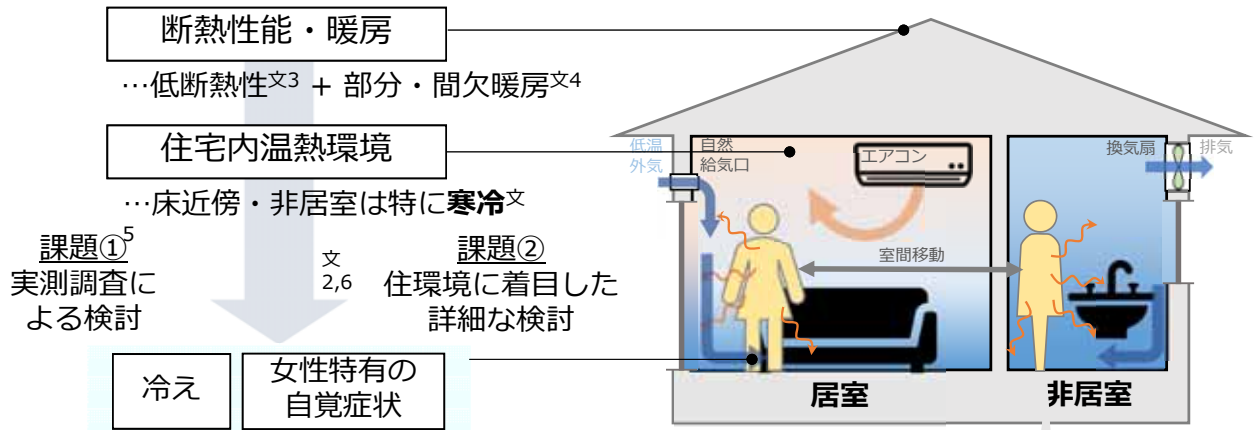 断熱性能・暖房
…低断熱性文3 + 部分・間欠暖房文4
住宅内温熱環境
…床近傍・非居室は特に寒冷文
5
課題①
実測調査に
よる検討
文
2,6
課題②
住環境に着目した
詳細な検討
冷え
女性特有の
自覚症状
低温
外気
自然
給気口
エアコン
換気扇
排気
室間移動
居室
非居室